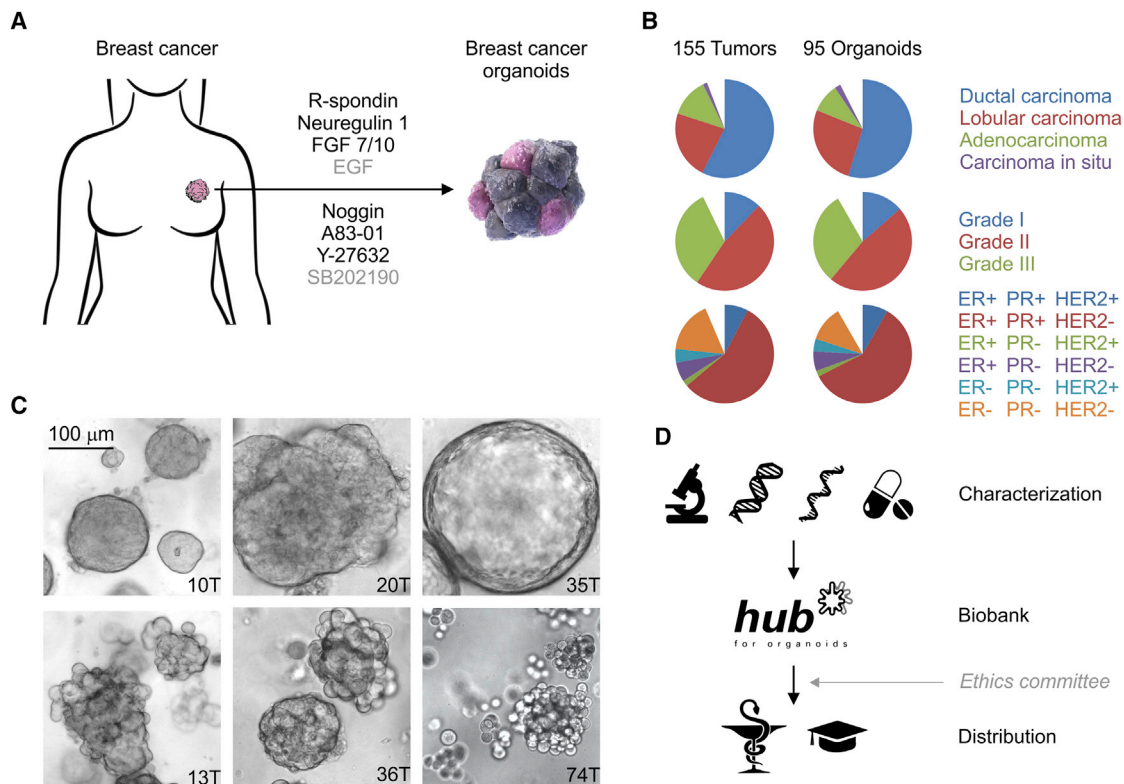 A
Breast cancer
Breast cancer
organoids
R-spondin
Neuregulin 1
FGF 7/10
EGF
Noggin
A83-01
Y-27632
SB202190
B
155 Tumors
95 Organoids
Ductal carcinoma
Lobular carcinoma
Adenocarcinoma
Carcinoma in situ
Grade I
Grade II
Grade III
ER+ PR+ HER2+
ER+ PR+ HER2-
ER+ PR- HER2+
ER+ PR- HER2-
ER- PR- HER2+
ER- PR- HER2-
C
100 µm
10T
20T
35T
13T
36T
74T
D
Characterization
hub
for organoids
Biobank
Ethics committee
Distribution